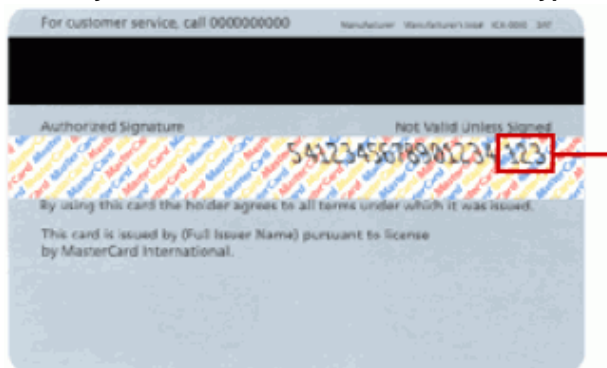 For customer service, call 0000000000 Manufacturer
Authorized Signature Not Valid Unless Signed
5412345678901234 123
By using this card the holder agrees to all terms under which it was issued.
This card is issued by (Full Issuer Name) pursuant to license
by MasterCard International.